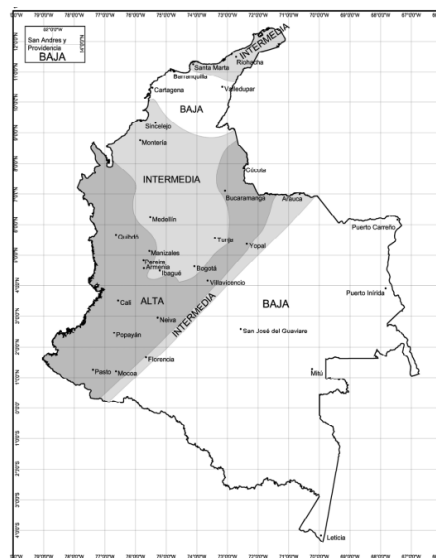 San Andres y
Providencia
BAJA
INTERMEDIA
Riohacha
Santa Marta
Barranquilla
Cartagena
Valledupar
BAJA
Sincelejo
Montería
Cúcuta
INTERMEDIA
Bucaramanga
Arauca
Medellín
Puerto Carreño
Quibdó
Tunja
Yopal
Manizales
Pereira
Armenia
Ibagué
Bogotá
Villavicencio
Puerto Inírida
ALTA
BAJA
Cali
INTERMEDIA
Neiva
San José del Guaviare
Popayán
Florencia
Pasto
Mocoa
Mitú
Leticia